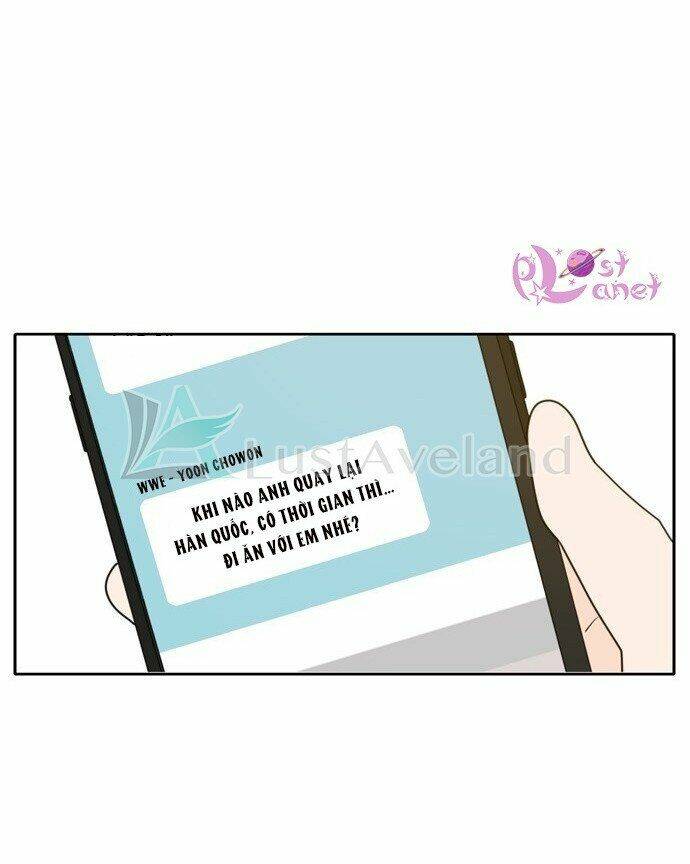 Lost
Planet
LustAveland
WWE - YOON CHOWON
KHI NÀO ANH QUAY LẠI
HÀN QUỐC, CÓ THỜI GIAN THÌ...
ĐI ĂN VỚI EM NHÉ?